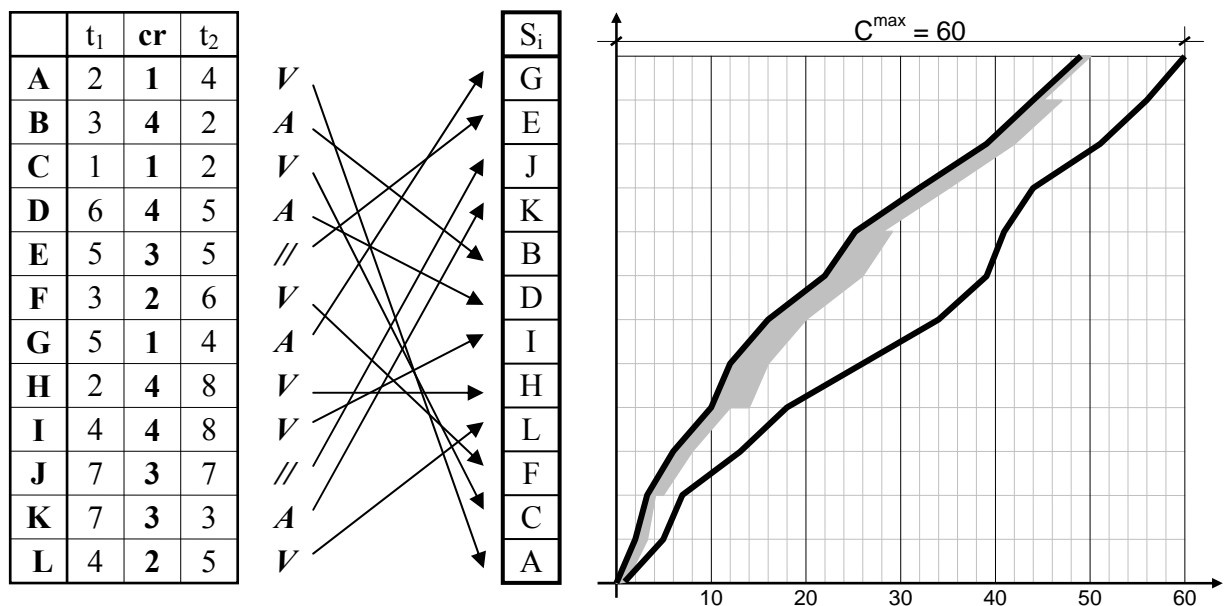 t₁ cr t₂
A 2 1 4 V
B 3 4 2 A
C 1 1 2 V
D 6 4 5 A
E 5 3 5 //
F 3 2 6 V
G 5 1 4 A
H 2 4 8 V
I 4 4 8 V
J 7 3 7 //
K 7 3 3 A
L 4 2 5 V
Sᵢ
G
E
J
K
B
D
I
H
L
F
C
A
Cᵐᵃˣ = 60
10 20 30 40 50 60